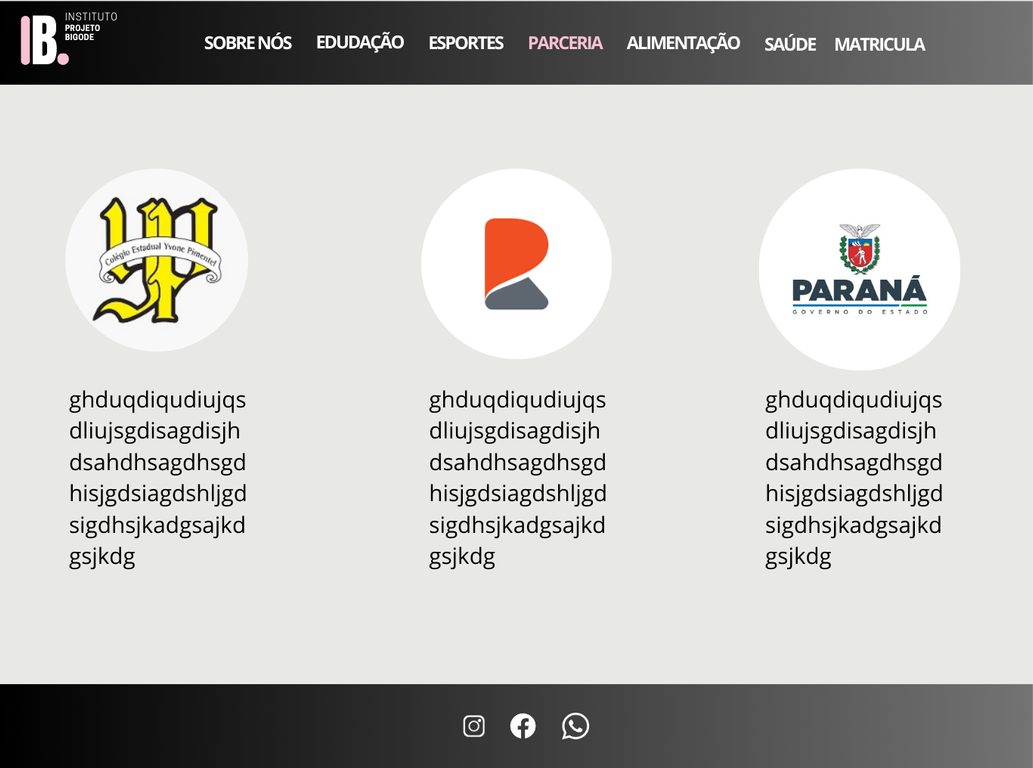 INSTITUTO
PROJETO
BIGODE
IB.
SOBRE NÓS EDUDAÇÃO ESPORTES PARCERIA ALIMENTAÇÃO SAÚDE MATRICULA
Colégio Estadual Yvone Pimentel
YP
PARANÁ
GOVERNO DO ESTADO
ghduqdiqudiujqs
dliujsgdisagdisjh
dsahdhsagdhsgd
hisjgdsiagdshljgd
sigdhsjkadgsajkd
gsjkdg
ghduqdiqudiujqs
dliujsgdisagdisjh
dsahdhsagdhsgd
hisjgdsiagdshljgd
sigdhsjkadgsajkd
gsjkdg
ghduqdiqudiujqs
dliujsgdisagdisjh
dsahdhsagdhsgd
hisjgdsiagdshljgd
sigdhsjkadgsajkd
gsjkdg